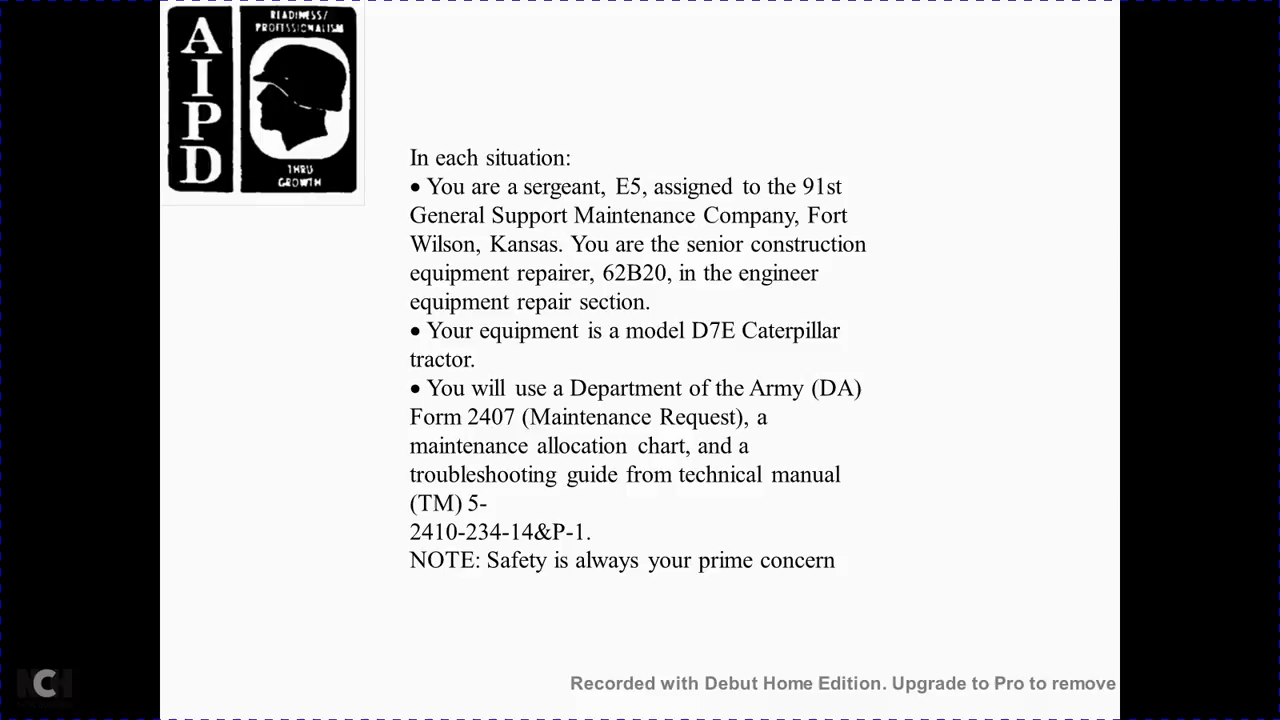 AIPD
READINESS/
PROFESSIONALISM
THRU
GROWTH
In each situation:
• You are a sergeant, E5, assigned to the 91st
General Support Maintenance Company, Fort
Wilson, Kansas. You are the senior construction
equipment repairer, 62B20, in the engineer
equipment repair section.
• Your equipment is a model D7E Caterpillar
tractor.
• You will use a Department of the Army (DA)
Form 2407 (Maintenance Request), a
maintenance allocation chart, and a
troubleshooting guide from technical manual
(TM) 5-
2410-234-14&P-1.
NOTE: Safety is always your prime concern
NCH
Recorded with Debut Home Edition. Upgrade to Pro to remove